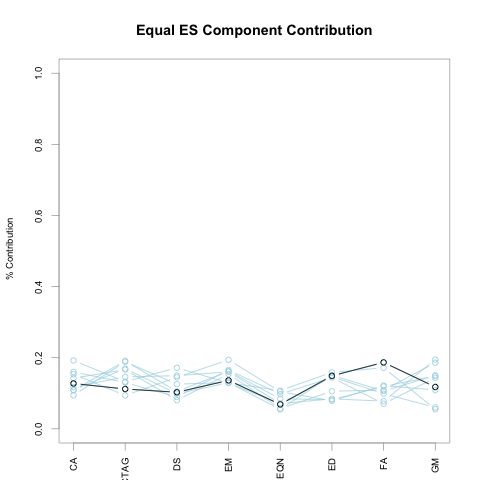 Equal ES Component Contribution
% Contribution
1.0
0.8
0.6
0.4
0.2
0.0
CA
CTAG
DS
EM
EQN
ED
FA
GM